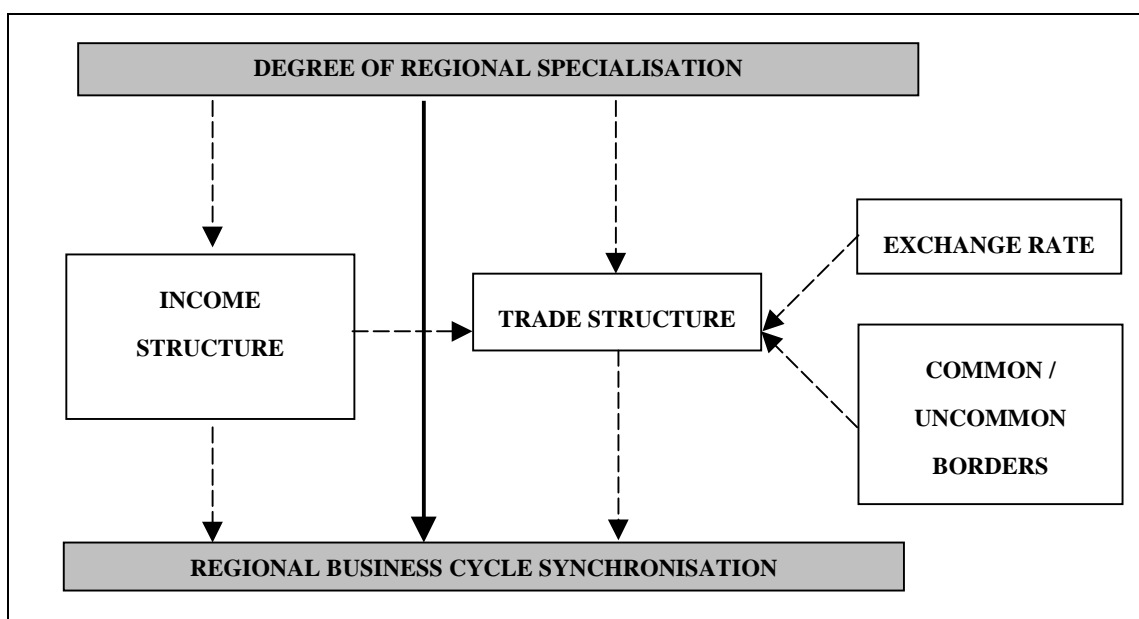 DEGREE OF REGIONAL SPECIALISATION
EXCHANGE RATE
INCOME
STRUCTURE
TRADE STRUCTURE
COMMON /
UNCOMMON
BORDERS
REGIONAL BUSINESS CYCLE SYNCHRONISATION